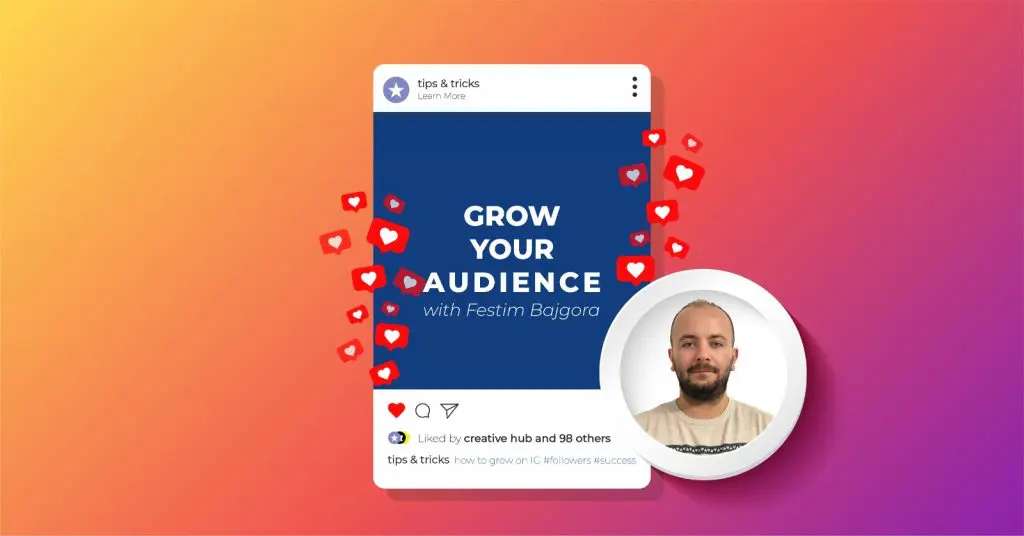 tips & tricks
Learn More
GROW
YOUR
AUDIENCE
with Festim Bajgora
Liked by creative hub and 98 others
tips & tricks how to grow on IG #followers #success